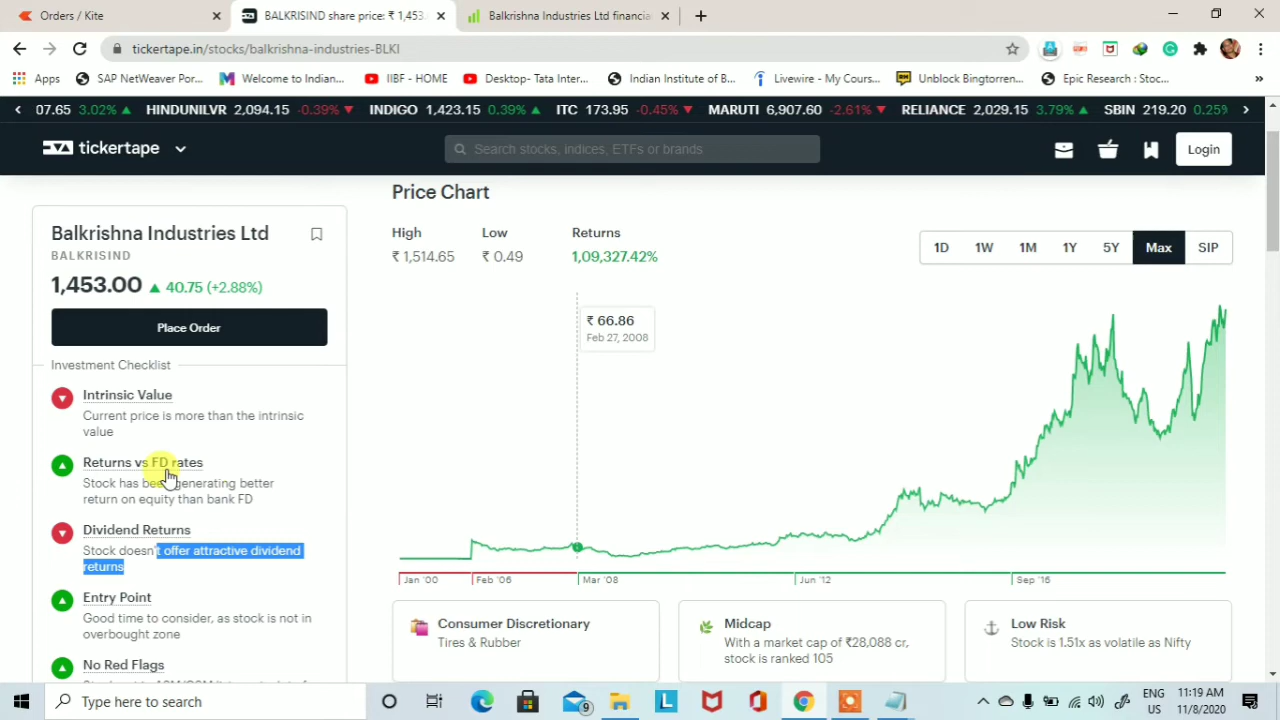 Orders / Kite
BALKRISIND share price: ₹ 1,453.
Balkrishna Industries Ltd financia
tickertape.in/stocks/balkrishna-industries-BLKI
Apps
SAP NetWeaver Por...
Welcome to Indian...
IIBF - HOME
Desktop- Tata Inter...
Indian Institute of B...
Livewire - My Cours...
Unblock Bingtorren...
Epic Research : Stoc...
07.65 3.02%
HINDUNILVR 2,094.15 -0.39%
INDIGO 1,423.15 0.39%
ITC 173.95 -0.45%
MARUTI 6,907.60 -2.61%
RELIANCE 2,029.15 3.79%
SBIN 219.20 0.25%
tickertape
Search stocks, indices, ETFs or brands
Login
Balkrishna Industries Ltd
BALKRISIND
1,453.00 40.75 (+2.88%)
Place Order
Investment Checklist
Intrinsic Value
Current price is more than the intrinsic
value
Returns vs FD rates
Stock has been generating better
return on equity than bank FD
Dividend Returns
Stock doesn't offer attractive dividend
returns
Entry Point
Good time to consider, as stock is not in
overbought zone
No Red Flags
Price Chart
High
Low
Returns
₹ 1,514.65
₹ 0.49
1,09,327.42%
1D
1W
1M
1Y
5Y
Max
SIP
₹ 66.86
Feb 27, 2008
Jan '00
Feb '06
Mar '08
Jun '12
Sep '16
Consumer Discretionary
Tires & Rubber
Midcap
With a market cap of ₹28,088 cr,
stock is ranked 105
Low Risk
Stock is 1.51x as volatile as Nifty
Type here to search
9
ENG
US
11:19 AM
11/8/2020